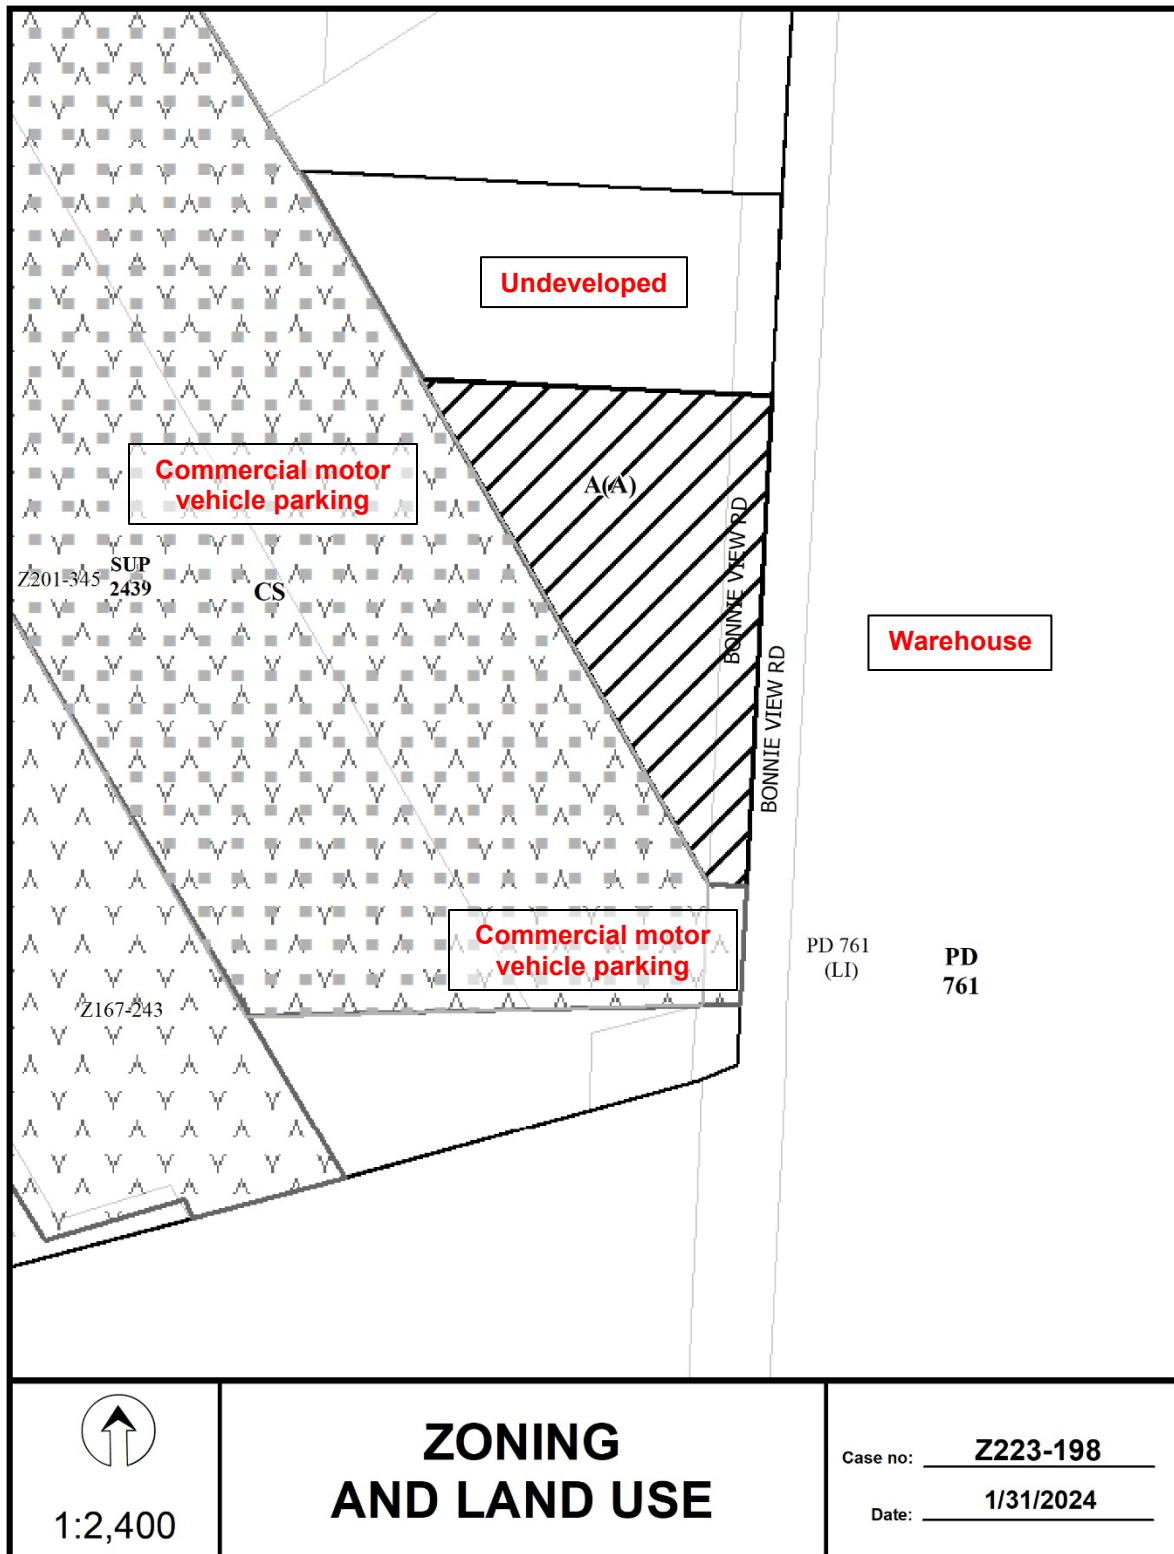 Undeveloped
Commercial motor
vehicle parking
A(A)
BONNIE VIEW RD
Z201-345
SUP
2439
CS
Warehouse
BONNIE VIEW RD
Commercial motor
vehicle parking
PD 761
(LI)
PD
761
Z167-243
1:2,400
ZONING
AND LAND USE
Case no: Z223-198
Date: 1/31/2024